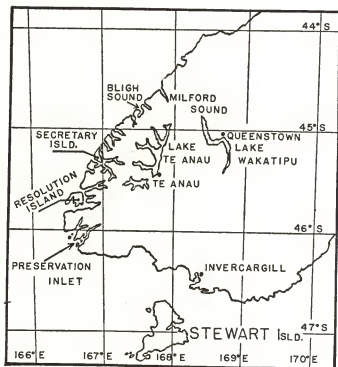 44° S
BLIGH
SOUND
MILFORD
SOUND
45° S
SECRETARY
ISLD.
QUEENSTOWN
LAKE
WAKATIPU
LAKE
TE ANAU
TE ANAU
RESOLUTION
ISLAND
46° S
PRESERVATION
INLET
INVERCARGILL
STEWART ISLD.
47° S
166° E
167° E
168° E
169° E
170° E